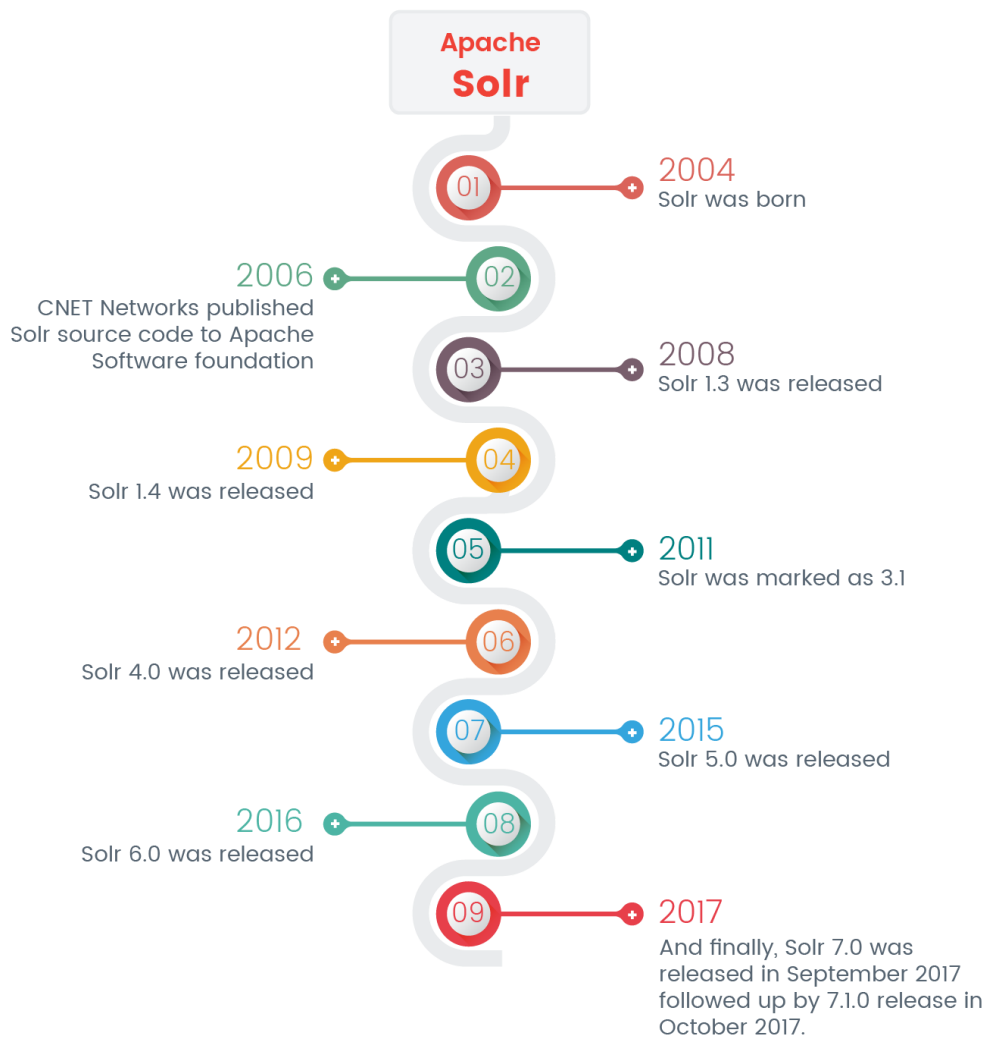 Apache
Solr
01
2004
Solr was born
2006
02
CNET Networks published
Solr source code to Apache
Software foundation
03
2008
Solr 1.3 was released
2009
04
Solr 1.4 was released
05
2011
Solr was marked as 3.1
2012
06
Solr 4.0 was released
07
2015
Solr 5.0 was released
2016
08
Solr 6.0 was released
09
2017
And finally, Solr 7.0 was
released in September 2017
followed up by 7.1.0 release in
October 2017.